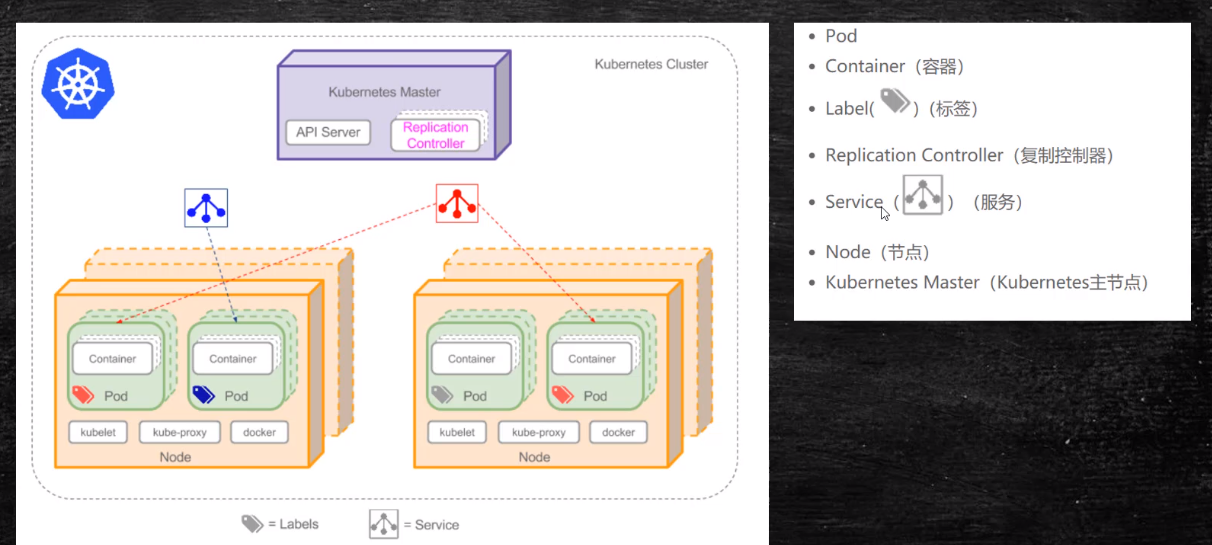 Kubernetes Cluster
Kubernetes Master
API Server
Replication
Controller
Container
Pod
Container
Pod
kubelet
kube-proxy
docker
Node
Container
Pod
Container
Pod
kubelet
kube-proxy
docker
Node
= Labels
= Service
• Pod
• Container（容器）
• Label( )（标签）
• Replication Controller（复制控制器）
• Service（ ）（服务）
• Node（节点）
• Kubernetes Master（Kubernetes主节点）